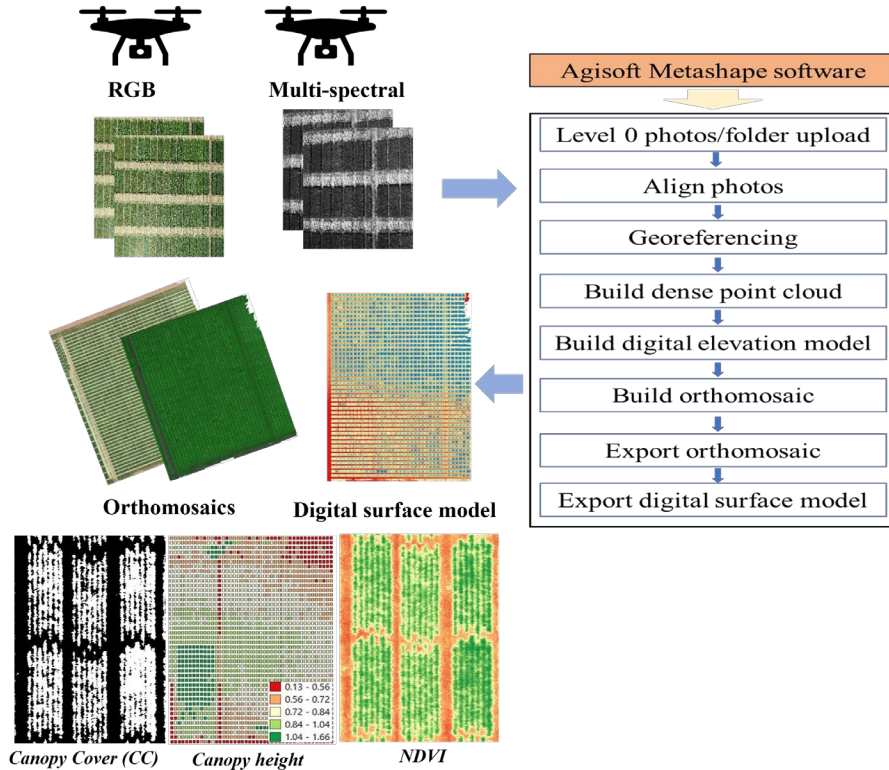 RGB
Multi-spectral
Agisoft Metashape software
Level 0 photos/folder upload
Align photos
Georeferencing
Build dense point cloud
Build digital elevation model
Build orthomosaic
Export orthomosaic
Export digital surface model
Orthomosaics
Digital surface model
0.13 - 0.56
0.56 - 0.72
0.72 - 0.84
0.84 - 1.04
1.04 - 1.66
Canopy Cover (CC)
Canopy height
NDVI